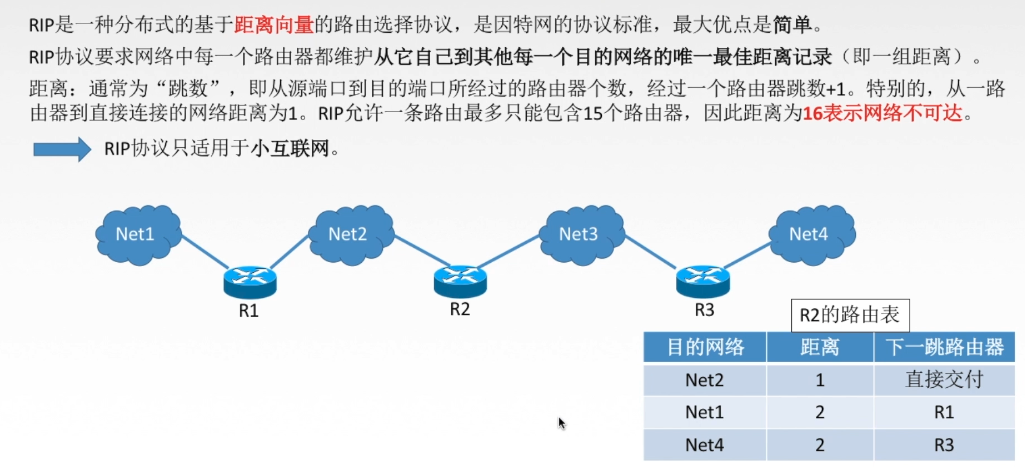 RIP是一种分布式的基于距离向量的路由选择协议，是因特网的协议标准，最大优点是简单。
RIP协议要求网络中每一个路由器都维护从它自己到其他每一个目的网络的唯一最佳距离记录（即一组距离）。
距离：通常为“跳数”，即从源端口到目的端口所经过的路由器个数，经过一个路由器跳数+1。特别的，从一路
由器到直接连接的网络距离为1。RIP允许一条路由最多只能包含15个路由器，因此距离为16表示网络不可达。
RIP协议只适用于小互联网。
Net1 Net2 Net3 Net4
R1 R2 R3
R2的路由表
目的网络 距离 下一跳路由器
Net2 1 直接交付
Net1 2 R1
Net4 2 R3